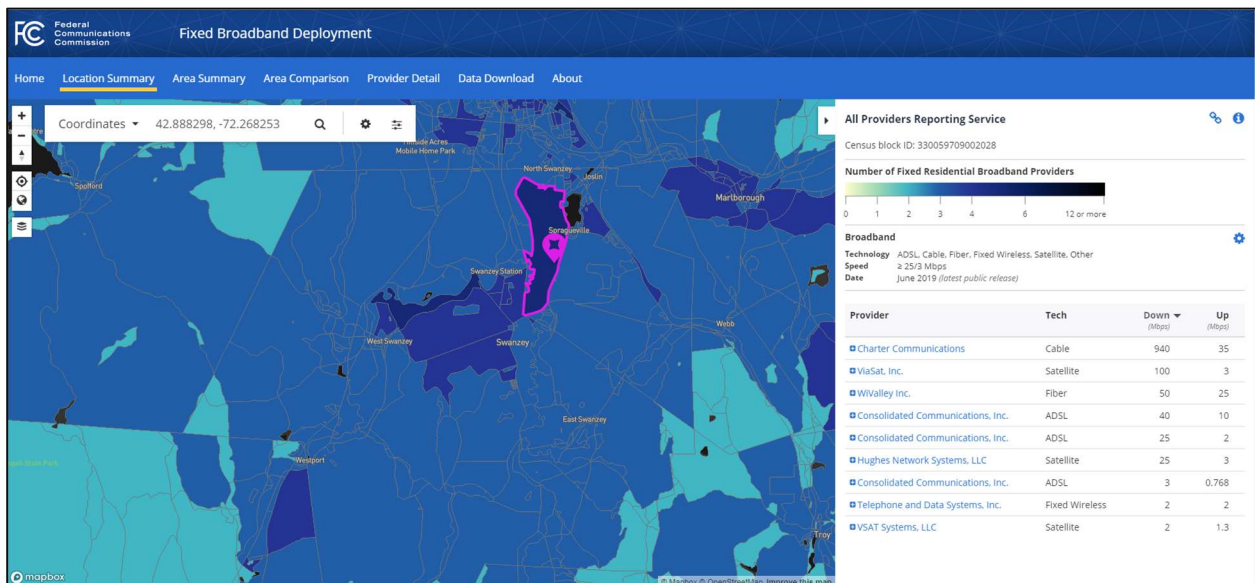 FCC
Federal
Communications
Commission
Fixed Broadband Deployment
Home Location Summary Area Summary Area Comparison Provider Detail Data Download About
Coordinates 42.888298, -72.268253
Mobile Home Park
North Swanzey
Joslin
Spofford
Marlborough
Spragueville
Swanzey Station
Webb
West Swanzey
Swanzey
East Swanzey
Westport
Troy
mapbox
© Mapbox © OpenStreetMap Improve this map
All Providers Reporting Service
Census block ID: 330059709002028
Number of Fixed Residential Broadband Providers
0 1 2 3 4 6 12 or more
Broadband
Technology ADSL, Cable, Fiber, Fixed Wireless, Satellite, Other
Speed ≥ 25/3 Mbps
Date June 2019 (latest public release)
Provider Tech Down Up
(Mbps) (Mbps)
Charter Communications Cable 940 35
ViaSat, Inc. Satellite 100 3
WiValley Inc. Fiber 50 25
Consolidated Communications, Inc. ADSL 40 10
Consolidated Communications, Inc. ADSL 25 2
Hughes Network Systems, LLC Satellite 25 3
Consolidated Communications, Inc. ADSL 3 0.768
Telephone and Data Systems, Inc. Fixed Wireless 2 2
VSAT Systems, LLC Satellite 2 1.3